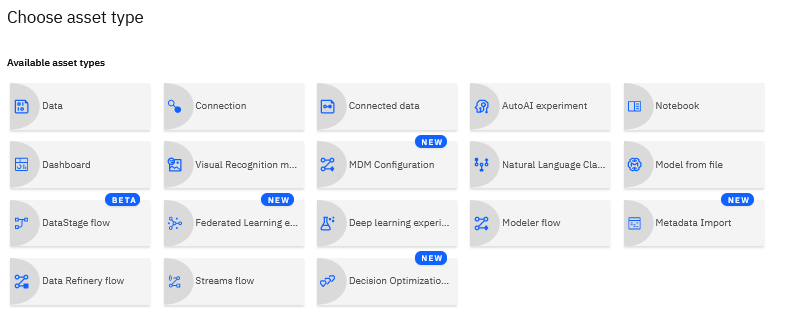 Choose asset type
Available asset types
Data
Connection
Connected data
AutoAI experiment
Notebook
NEW
Dashboard
Visual Recognition m...
MDM Configuration
Natural Language Cla...
Model from file
BETA
NEW
NEW
DataStage flow
Federated Learning e...
Deep learning experi...
Modeler flow
Metadata Import
NEW
Data Refinery flow
Streams flow
Decision Optimizatio...